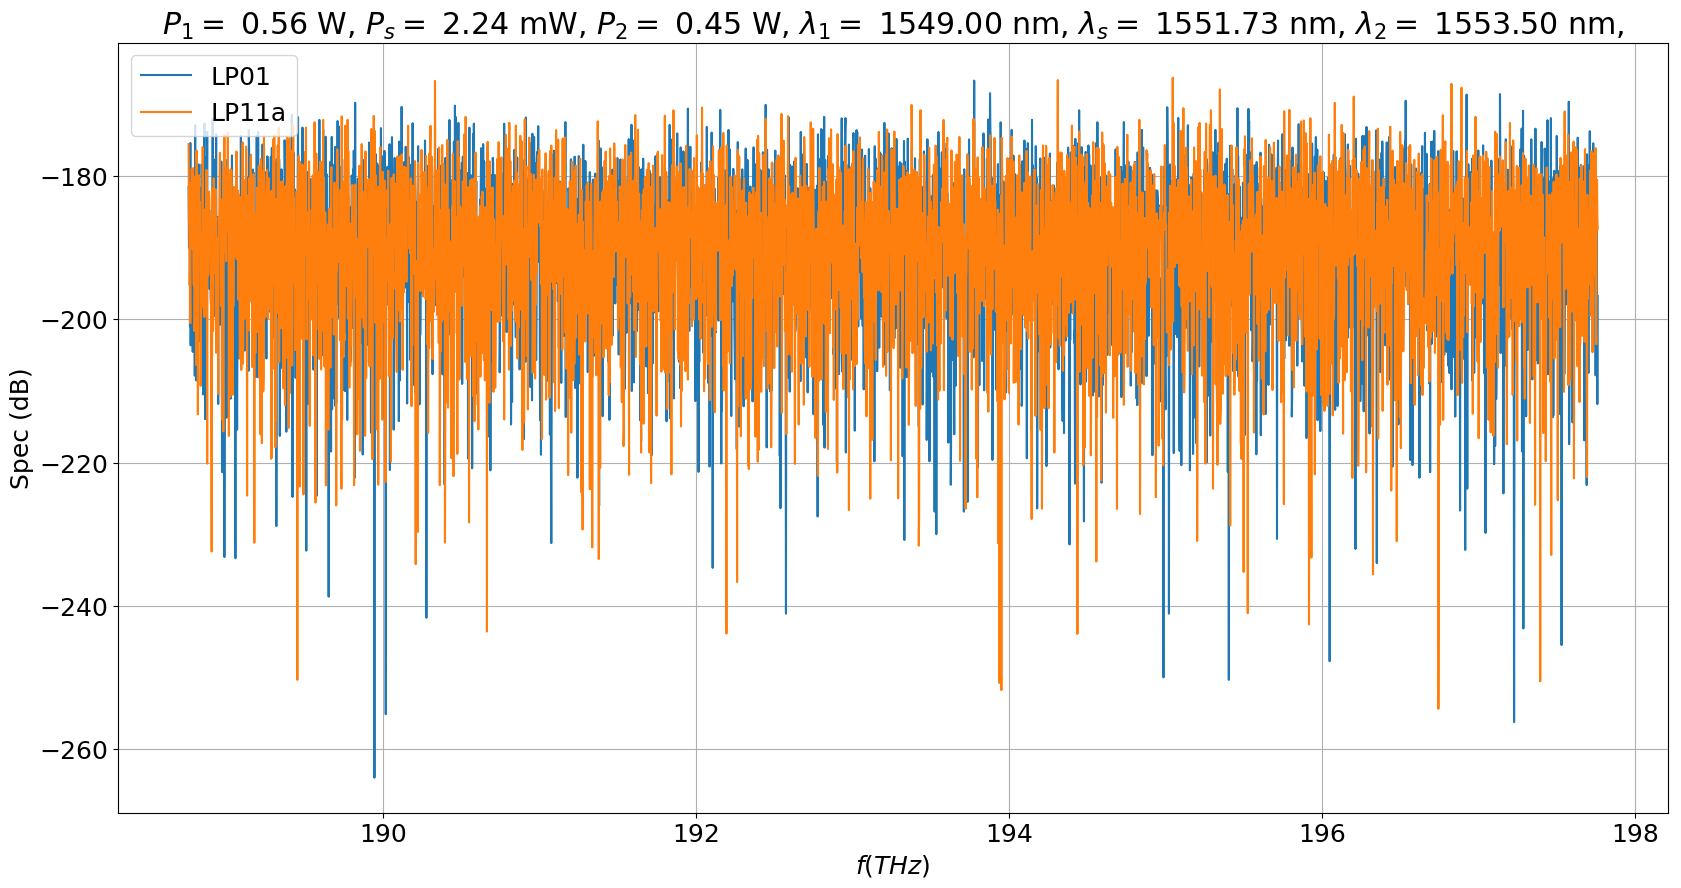 P₁ = 0.56 W, Pₛ = 2.24 mW, P₂ = 0.45 W, λ₁ = 1549.00 nm, λₛ = 1551.73 nm, λ₂ = 1553.50 nm,
LP01
LP11a
−180
−200
−220
−240
−260
Spec (dB)
190 192 194 196 198
f(THz)